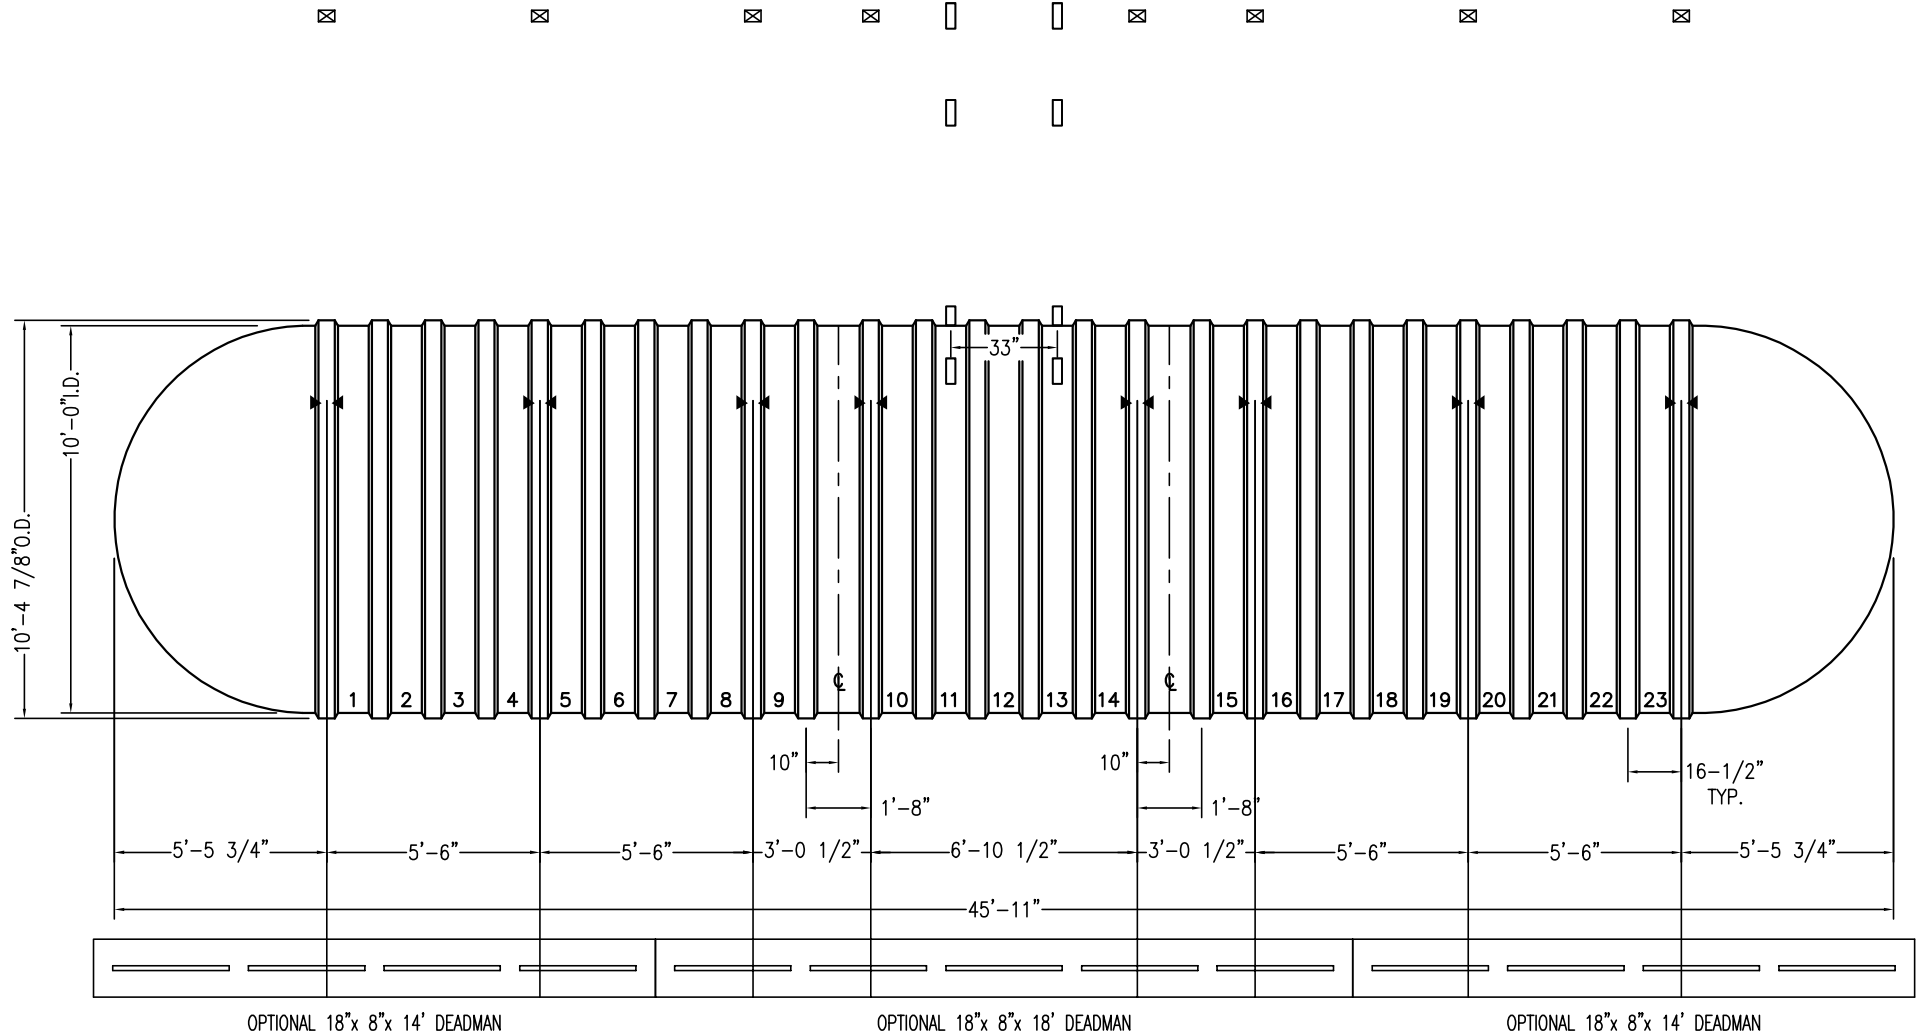 33"
10'-0"I.D.
10'-4 7/8"O.D.
℄ ℄
1 2 3 4 5 6 7 8 9 10 11 12 13 14 15 16 17 18 19 20 21 22 23
10" 10"
16-1/2"
TYP.
1'-8" 1'-8'
5'-5 3/4" 5'-6" 5'-6" 3'-0 1/2" 6'-10 1/2" 3'-0 1/2" 5'-6" 5'-6" 5'-5 3/4"
45'-11"
OPTIONAL 18"x 8"x 14' DEADMAN
OPTIONAL 18"x 8"x 18' DEADMAN
OPTIONAL 18"x 8"x 14' DEADMAN